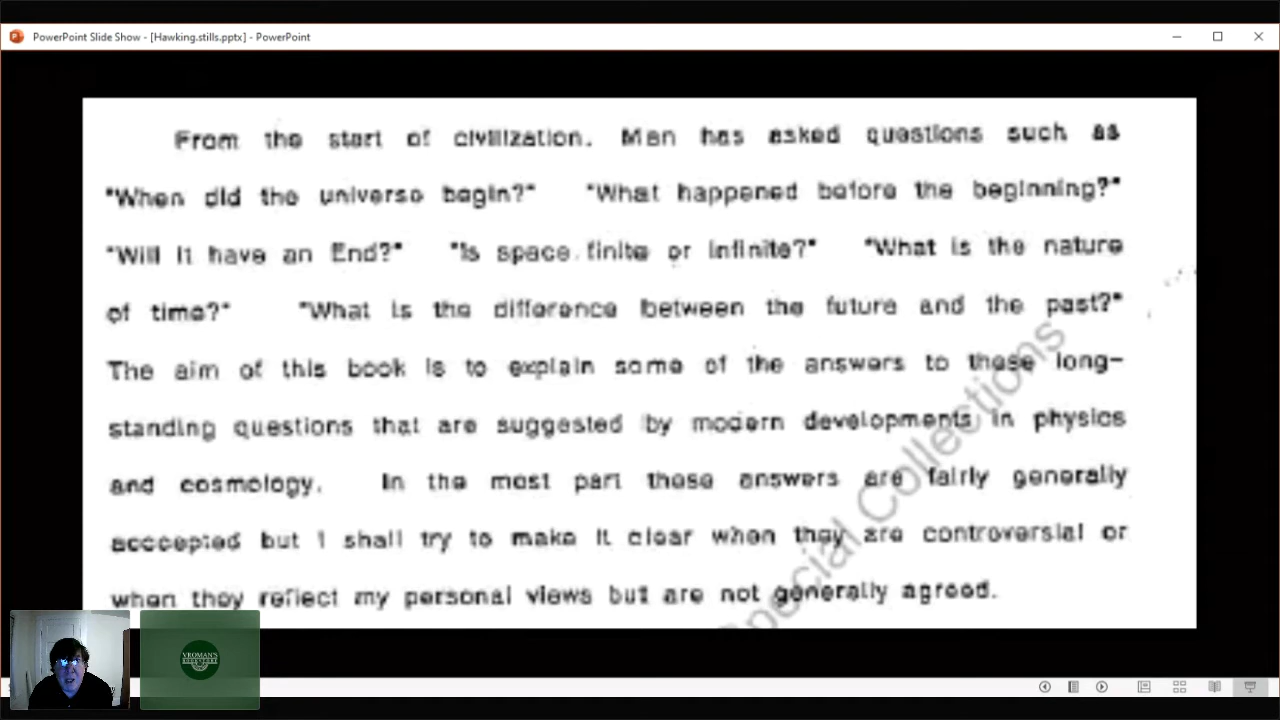 PowerPoint Slide Show - [Hawking.stills.pptx] - PowerPoint
From the start of civilization. Man has asked questions such as
"When did the universe begin?" "What happened before the beginning?"
"Will it have an End?" "Is space finite or infinite?" "What is the nature
of time?" "What is the difference between the future and the past?"
The aim of this book is to explain some of the answers to these long-
standing questions that are suggested by modern developments in physics
and cosmology. In the most part these answers are fairly generally
acccepted but I shall try to make it clear when they are controversial or
when they reflect my personal views but are not generally agreed.
Special Collections
VROMAN'S
BOOKSTORE